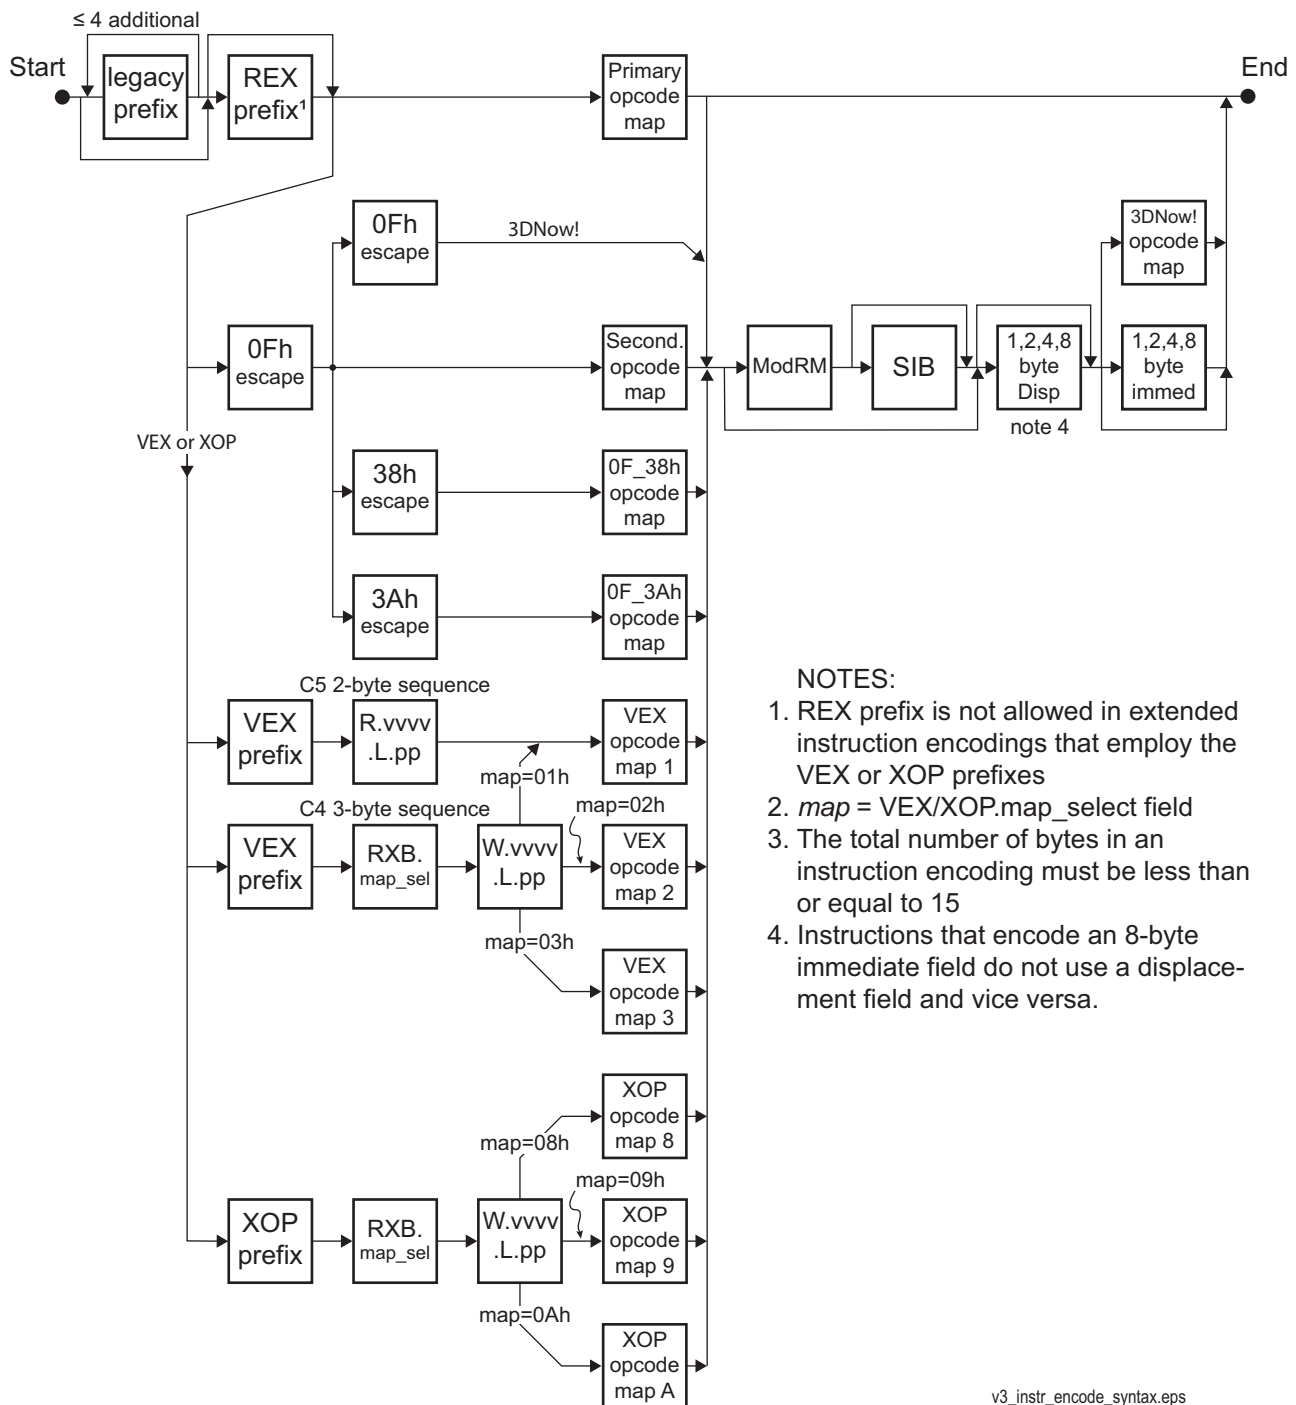 ≤ 4 additional
Start
legacy
prefix
REX
prefix¹
Primary
opcode
map
End
0Fh
escape
3DNow!
3DNow!
opcode
map
0Fh
escape
Second.
opcode
map
ModRM
SIB
1,2,4,8
byte
Disp
note 4
1,2,4,8
byte
immed
VEX or XOP
38h
escape
0F_38h
opcode
map
3Ah
escape
0F_3Ah
opcode
map
C5 2-byte sequence
VEX
prefix
R.vvvv
.L.pp
VEX
opcode
map 1
map=01h
map=02h
C4 3-byte sequence
VEX
prefix
RXB.
map_sel
W.vvvv
.L.pp
VEX
opcode
map 2
map=03h
VEX
opcode
map 3
NOTES:
1. REX prefix is not allowed in extended
instruction encodings that employ the
VEX or XOP prefixes
2. map = VEX/XOP.map_select field
3. The total number of bytes in an
instruction encoding must be less than
or equal to 15
4. Instructions that encode an 8-byte
immediate field do not use a displace-
ment field and vice versa.
XOP
opcode
map 8
map=08h
map=09h
XOP
prefix
RXB.
map_sel
W.vvvv
.L.pp
XOP
opcode
map 9
map=0Ah
XOP
opcode
map A
v3_instr_encode_syntax.eps